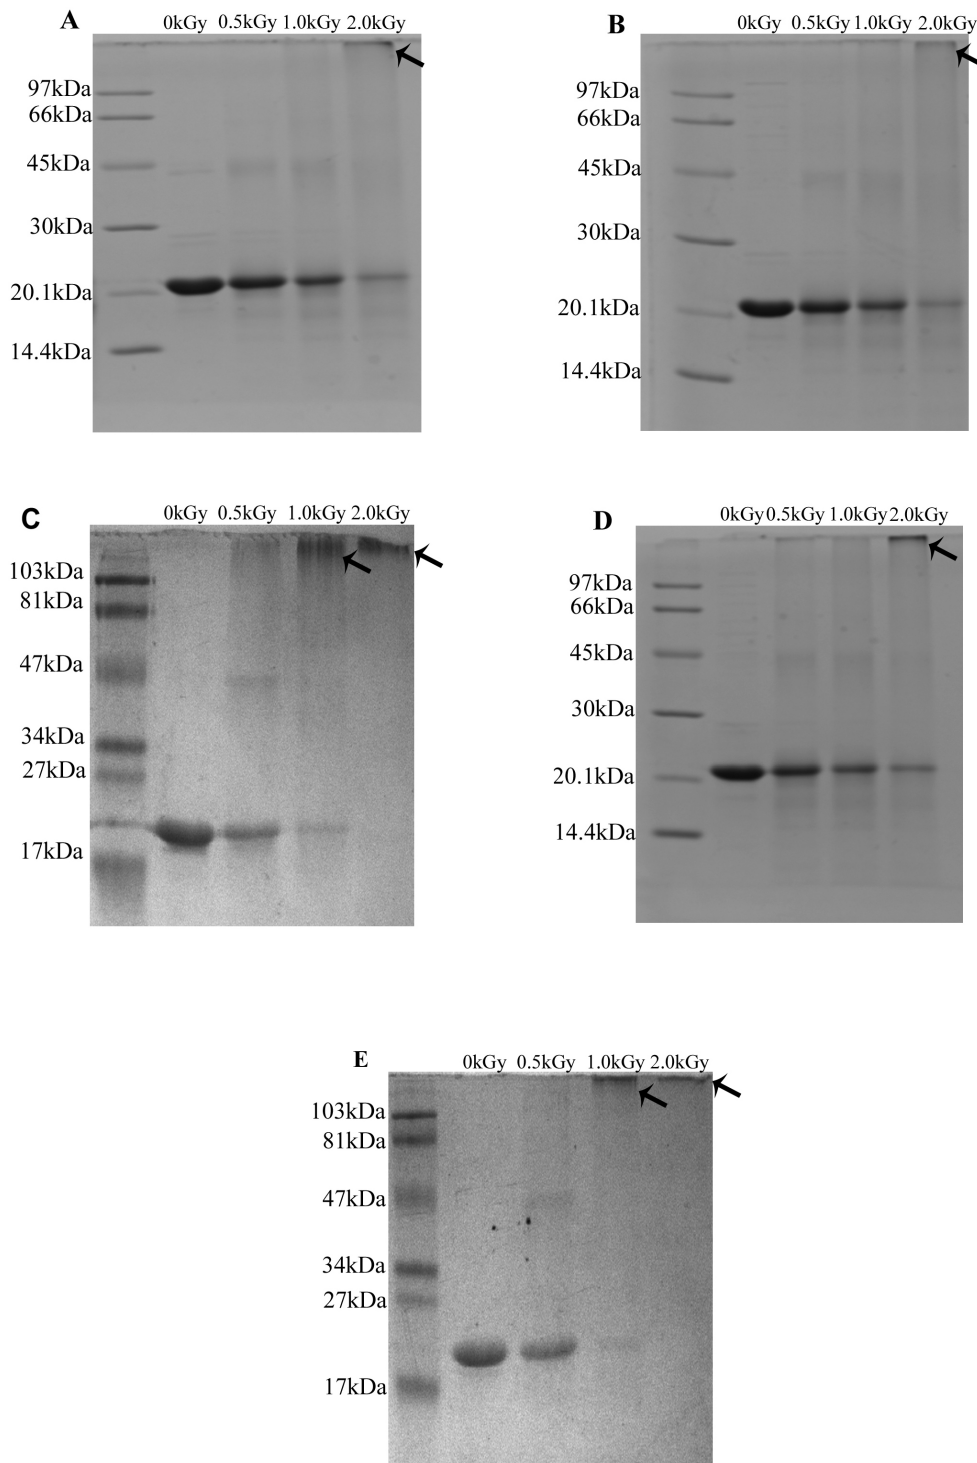 A 0kGy 0.5kGy 1.0kGy 2.0kGy
97kDa
66kDa
45kDa
30kDa
20.1kDa
14.4kDa
B 0kGy 0.5kGy 1.0kGy 2.0kGy
97kDa
66kDa
45kDa
30kDa
20.1kDa
14.4kDa
C 0kGy 0.5kGy 1.0kGy 2.0kGy
103kDa
81kDa
47kDa
34kDa
27kDa
17kDa
D 0kGy 0.5kGy 1.0kGy 2.0kGy
97kDa
66kDa
45kDa
30kDa
20.1kDa
14.4kDa
E 0kGy 0.5kGy 1.0kGy 2.0kGy
103kDa
81kDa
47kDa
34kDa
27kDa
17kDa